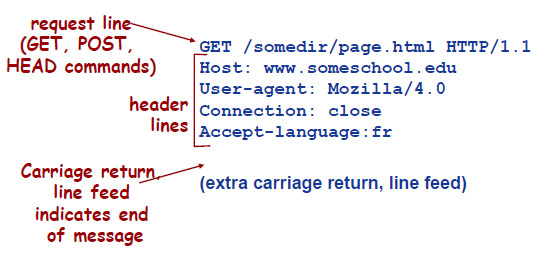 request line
(GET, POST,
HEAD commands)
GET /somedir/page.html HTTP/1.1
Host: www.someschool.edu
User-agent: Mozilla/4.0
Connection: close
Accept-language:fr
header
lines
Carriage return,
line feed
indicates end
of message
(extra carriage return, line feed)